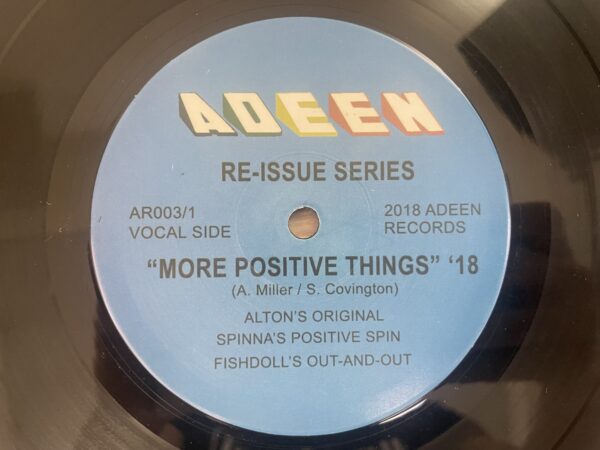 ADEEN
RE-ISSUE SERIES
AR003/1
VOCAL SIDE
2018 ADEEN
RECORDS
“MORE POSITIVE THINGS” ‘18
(A. Miller / S. Covington)
ALTON'S ORIGINAL
SPINNA'S POSITIVE SPIN
FISHDOLL'S OUT-AND-OUT